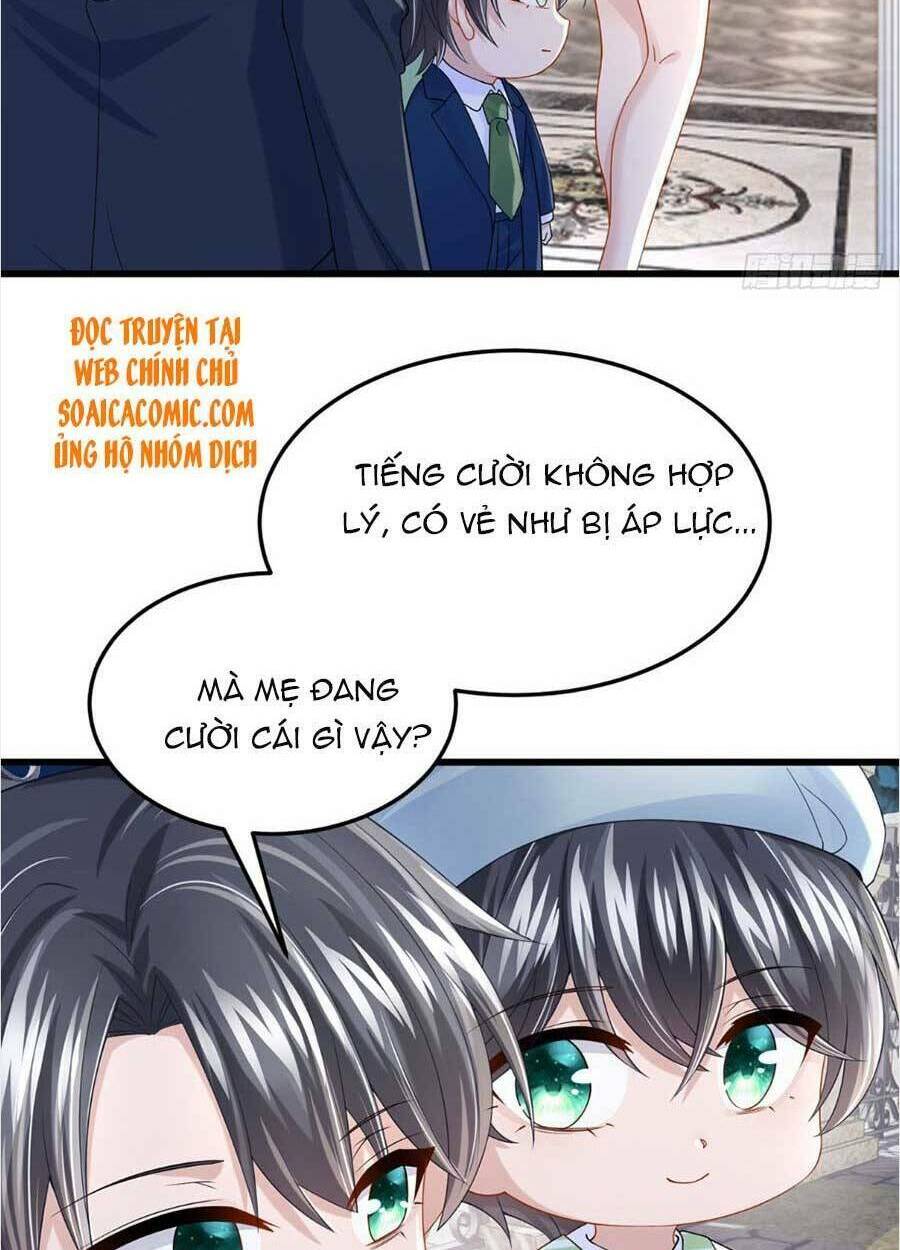 ĐỌC TRUYỆN TẠI
WEB CHÍNH CHỦ
SOAICACOMIC.COM
ỦNG HỘ NHÓM DỊCH
TIẾNG CƯỜI KHÔNG HỢP
LÝ, CÓ VẺ NHƯ BỊ ÁP LỰC...
MÀ MẸ ĐANG
CƯỜI CÁI GÌ VẬY?